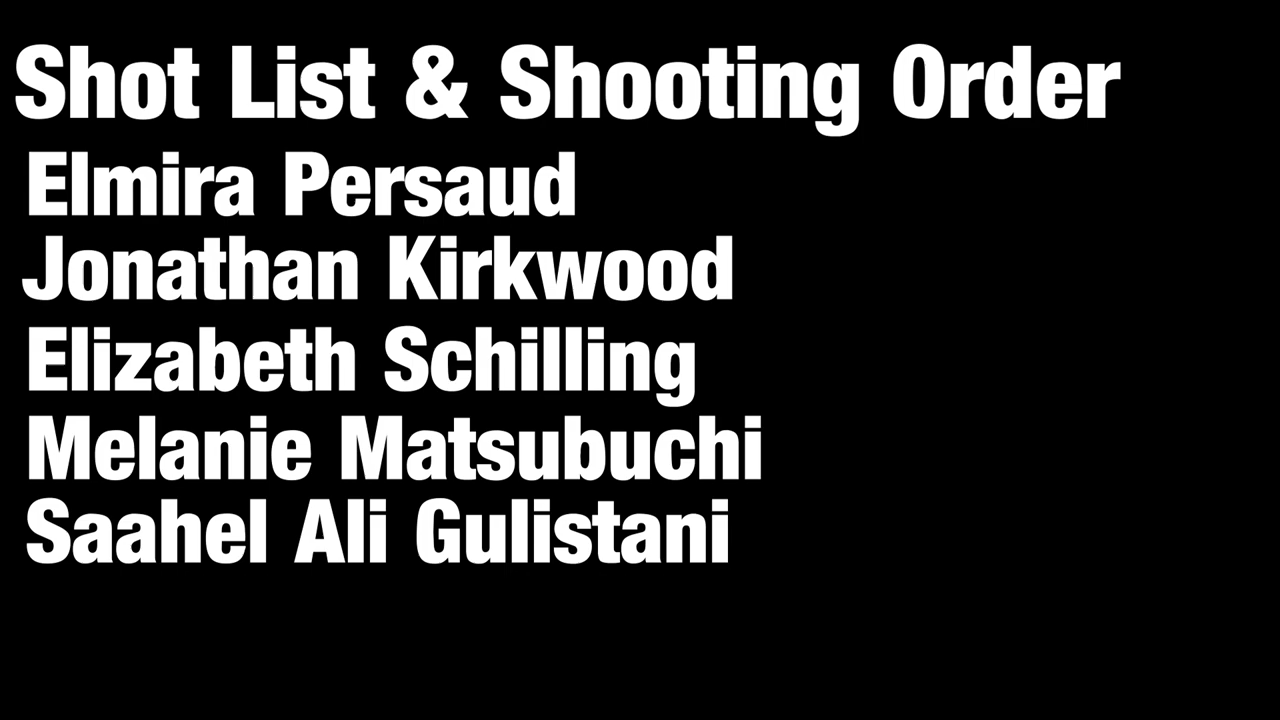 Shot List & Shooting Order
Elmira Persaud
Jonathan Kirkwood
Elizabeth Schilling
Melanie Matsubuchi
Saahel Ali Gulistani